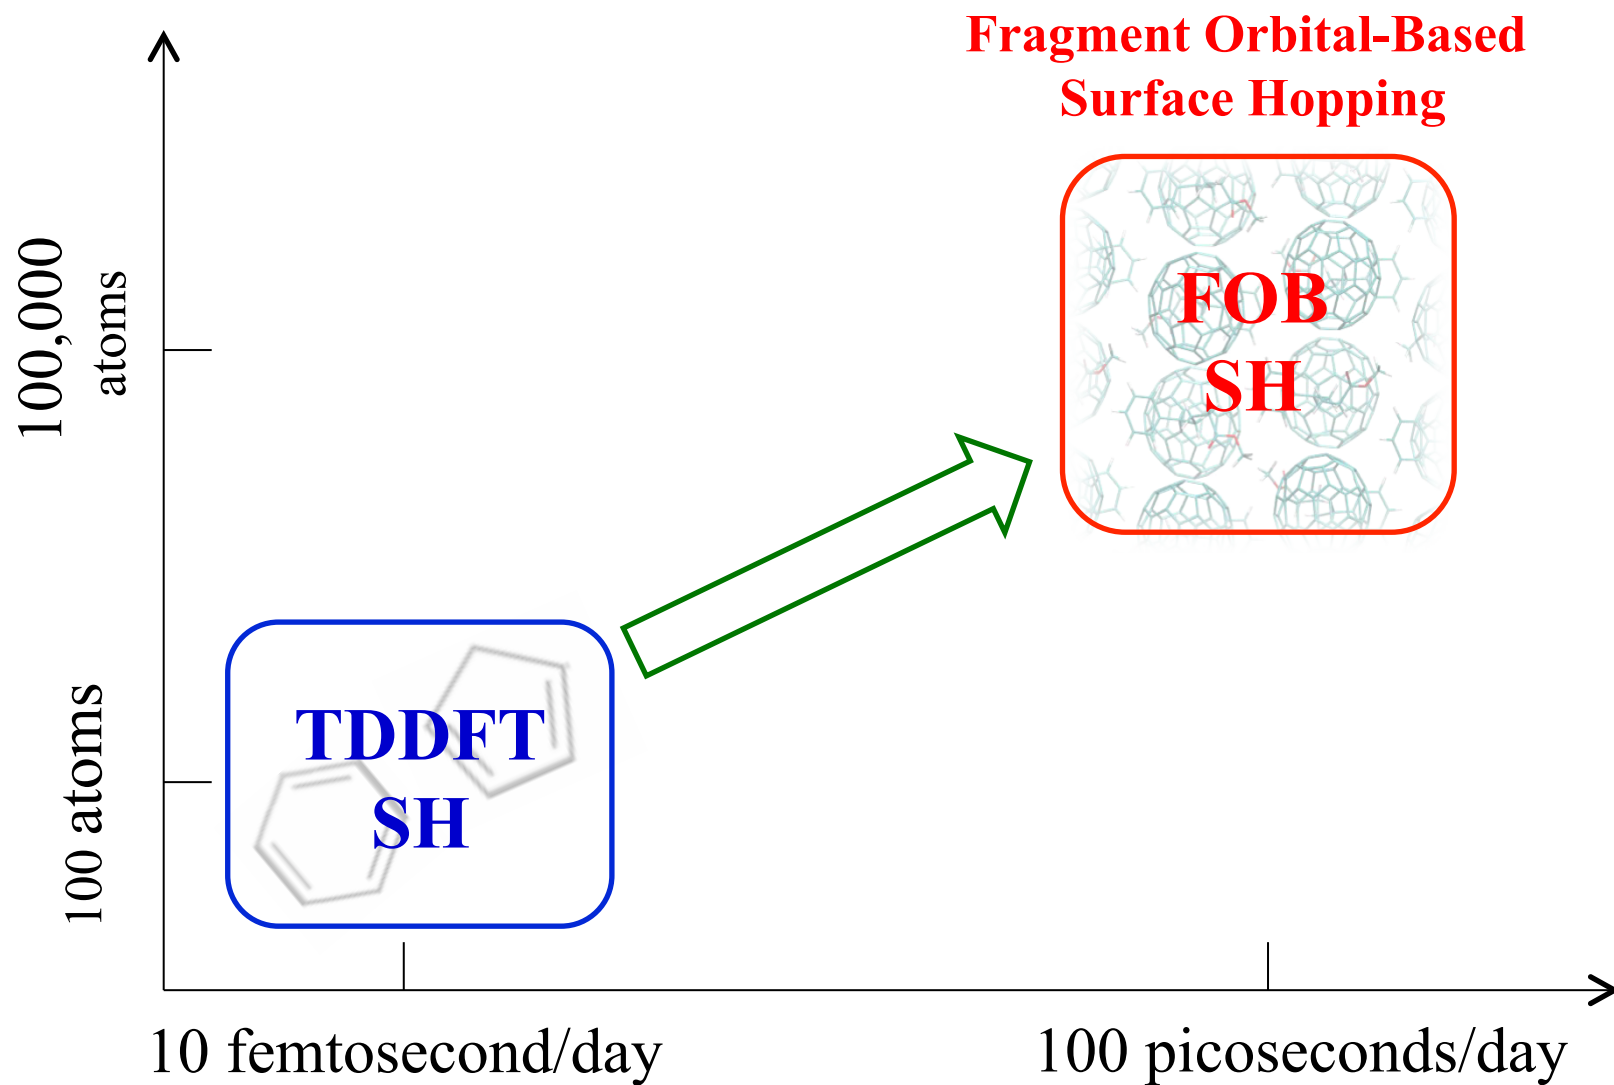 Fragment Orbital-Based
Surface Hopping
100,000
atoms
FOB
SH
100 atoms
TDDFT
SH
10 femtosecond/day
100 picoseconds/day